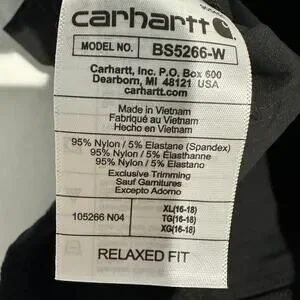 carhartt
MODEL NO. BS5266-W
Carhartt, Inc. P.O. Box 600
Dearborn, MI 48121 USA
carhartt.com
Made in Vietnam
Fabriqué au Vietnam
Hecho en Vietnam
95% Nylon / 5% Elastane (Spandex)
95% Nylon / 5% Élasthanne
95% Nylon / 5% Elastano
Exclusive Trimming
Sauf Garnitures
Excepto Adorno
105266 N04
XL(16-18)
TG(16-18)
XG(16-18)
RELAXED FIT